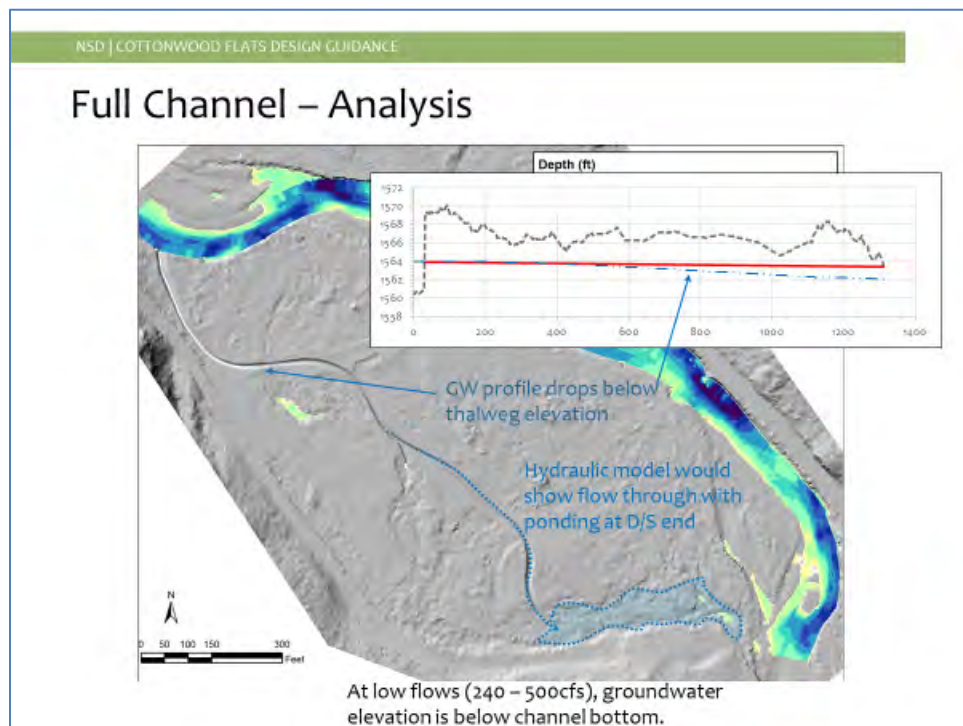 NSD | COTTONWOOD FLATS DESIGN GUIDANCE
Full Channel – Analysis
Depth (ft)
1572
1570
1568
1566
1564
1562
1560
1558
0 200 400 600 800 1000 1200 1400
GW profile drops below
thalweg elevation
Hydraulic model would
show flow through with
ponding at D/S end
N
0 50 100 150 300
Feet
At low flows (240 – 500cfs), groundwater
elevation is below channel bottom.